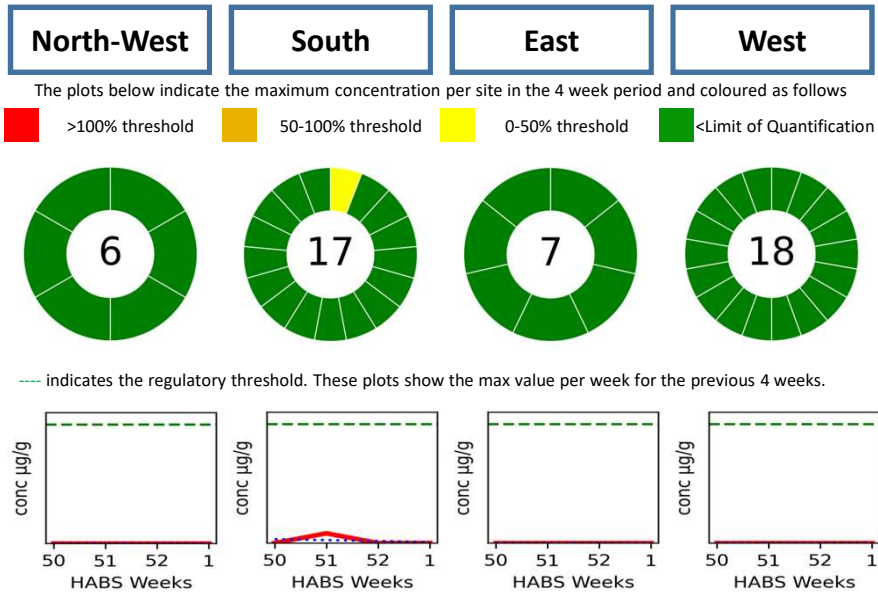 North-West South East West
The plots below indicate the maximum concentration per site in the 4 week period and coloured as follows
>100% threshold 50-100% threshold 0-50% threshold <Limit of Quantification
6 17 7 18
---- indicates the regulatory threshold. These plots show the max value per week for the previous 4 weeks.
conc µg/g conc µg/g conc µg/g conc µg/g
50 51 52 1 50 51 52 1 50 51 52 1 50 51 52 1
HABS Weeks HABS Weeks HABS Weeks HABS Weeks